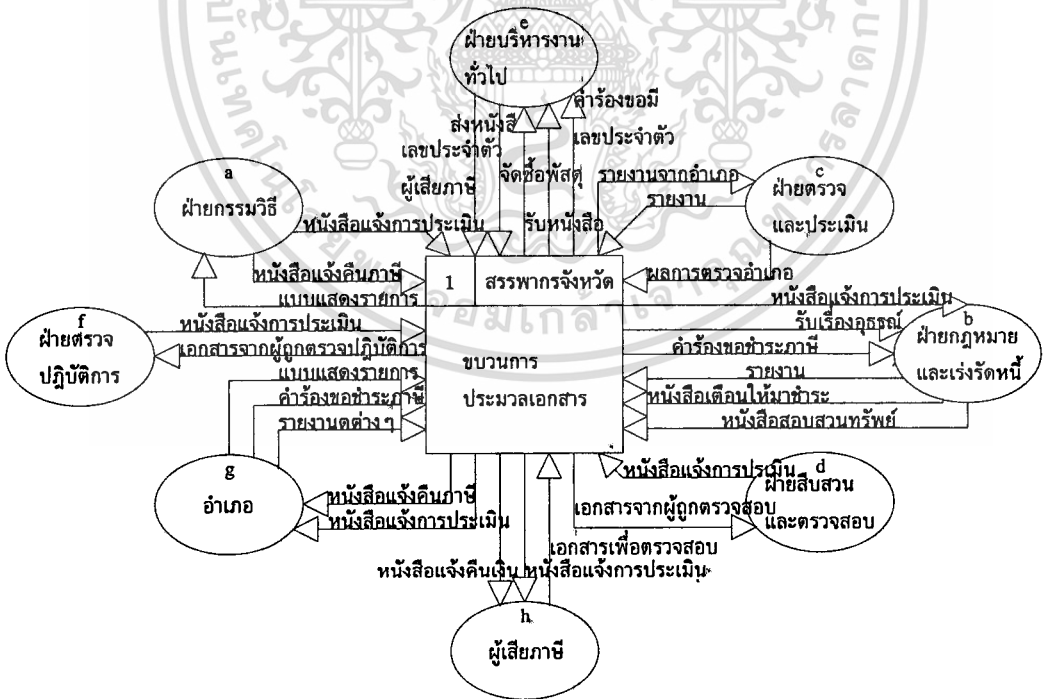 e
ฝ่ายบริหารงาน
ทั่วไป
คำร้องขอมี
ส่งหนังสือ
เลขประจำตัว
เลขประจำตัว
ผู้เสียภาษี
จัดซื้อพัสดุ
รายงานจากอำเภอ
รายงาน
c
ฝ่ายตรวจ
และประเมิน
a
ฝ่ายกรรมวิธี
หนังสือแจ้งการประเมิน
รับหนังสือ
หนังสือแจ้งคืนภาษี
1
สรรพากรจังหวัด
ผลการตรวจอำเภอ
แบบแสดงรายการ
หนังสือแจ้งการประเมิน
f
ฝ่ายตรวจ
ปฎิบัติการ
หนังสือแจ้งการประเมิน
รับเรื่องอุธรณ์
b
ฝ่ายกฎหมาย
และเร่งรัดหนี้
เอกสารจากผู้ถูกตรวจปฎิบัติการ
คำร้องขอชำระภาษี
ขบวนการ
ประมวลเอกสาร
แบบแสดงรายการ
รายงาน
คำร้องขอชำระภาษี
หนังสือเตือนให้มาชำระ
รายงานตต่างๆ
หนังสือสอบสวนทรัพย์
g
อำเภอ
หนังสือแจ้งการปรเมิน
d
ฝ่ายสืบสวน
และตรวจสอบ
หนังสือแจ้งคืนภาษี
เอกสารจากผู้ถูกตรวจสอบ
หนังสือแจ้งการประเมิน
เอกสารเพื่อตรวจสอบ
หนังสือแจ้งคืนเงิน
หนังสือแจ้งการประเมิน
h
ผู้เสียภาษี